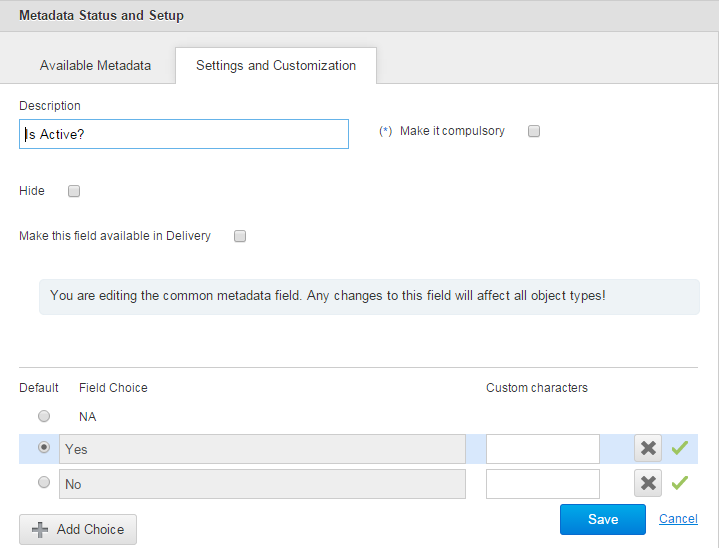 Metadata Status and Setup
Available Metadata Settings and Customization
Description
Is Active?
(*) Make it compulsory
Hide
Make this field available in Delivery
You are editing the common metadata field. Any changes to this field will affect all object types!
Default Field Choice Custom characters
NA
Yes
No
Add Choice
Save Cancel